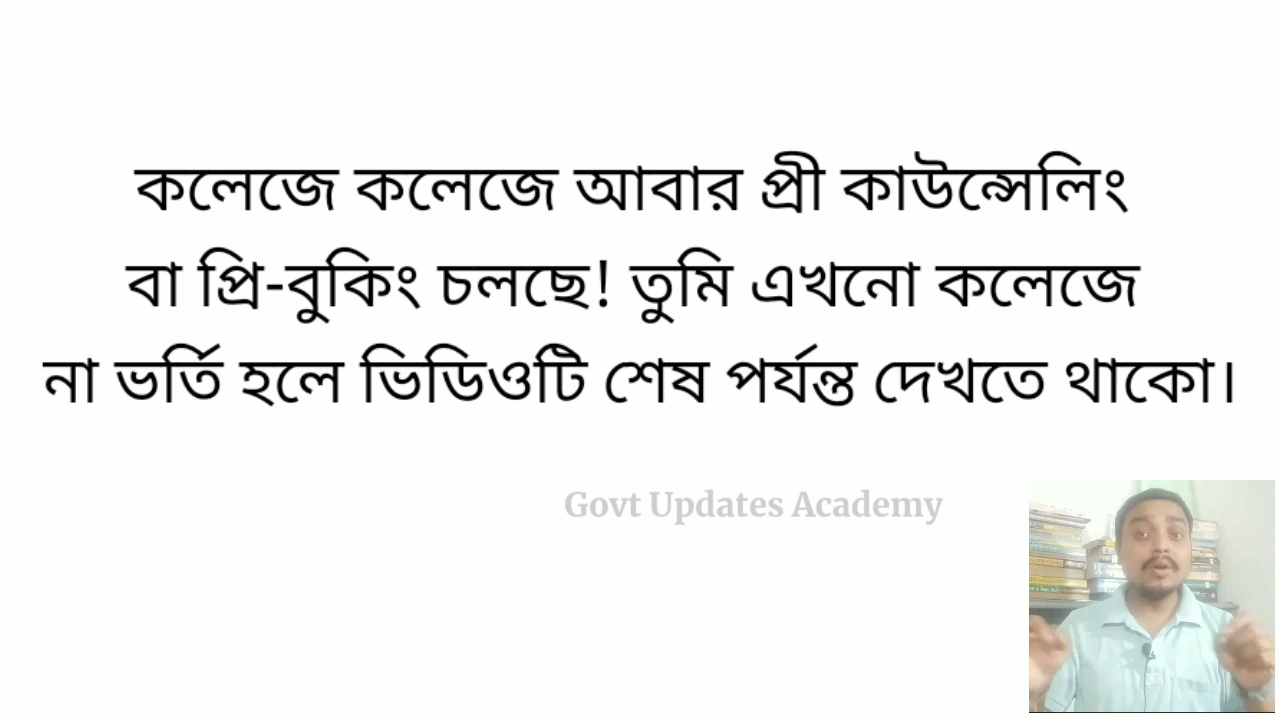 কলেজে কলেজে আবার প্রী কাউন্সেলিং
বা প্রি-বুকিং চলছে! তুমি এখনো কলেজে
না ভর্তি হলে ভিডিওটি শেষ পর্যন্ত দেখতে থাকো।
Govt Updates Academy